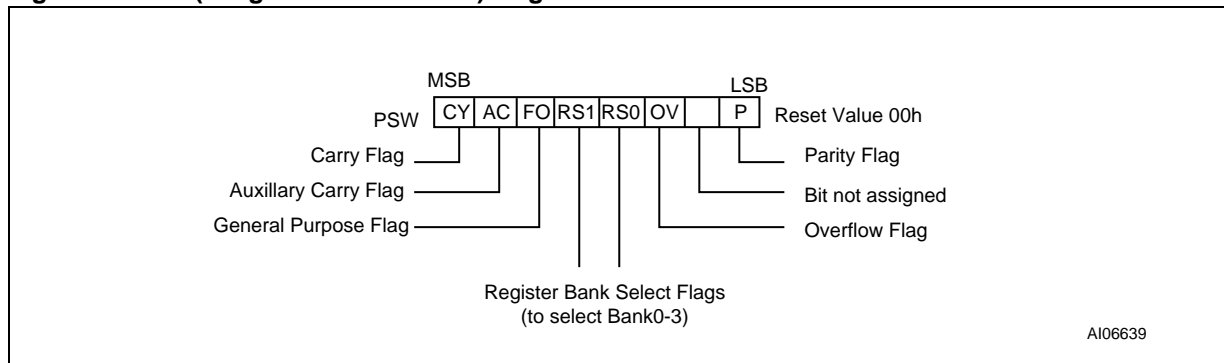 MSB LSB
PSW CY AC FO RS1 RS0 OV P Reset Value 00h
Carry Flag Parity Flag
Auxillary Carry Flag Bit not assigned
General Purpose Flag Overflow Flag
Register Bank Select Flags
(to select Bank0-3)
AI06639